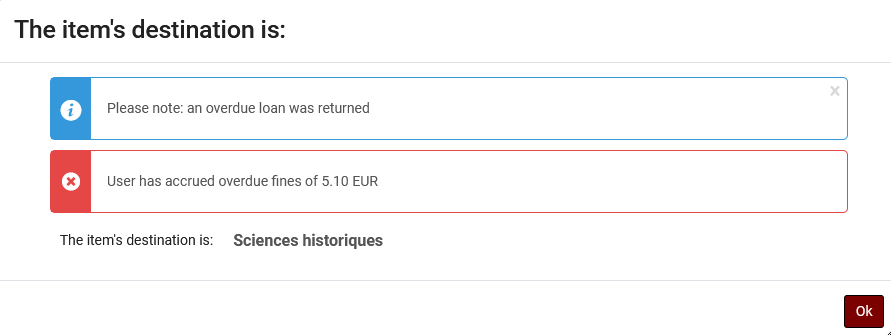 The item's destination is:
×
Please note: an overdue loan was returned
User has accrued overdue fines of 5.10 EUR
The item's destination is: Sciences historiques
Ok